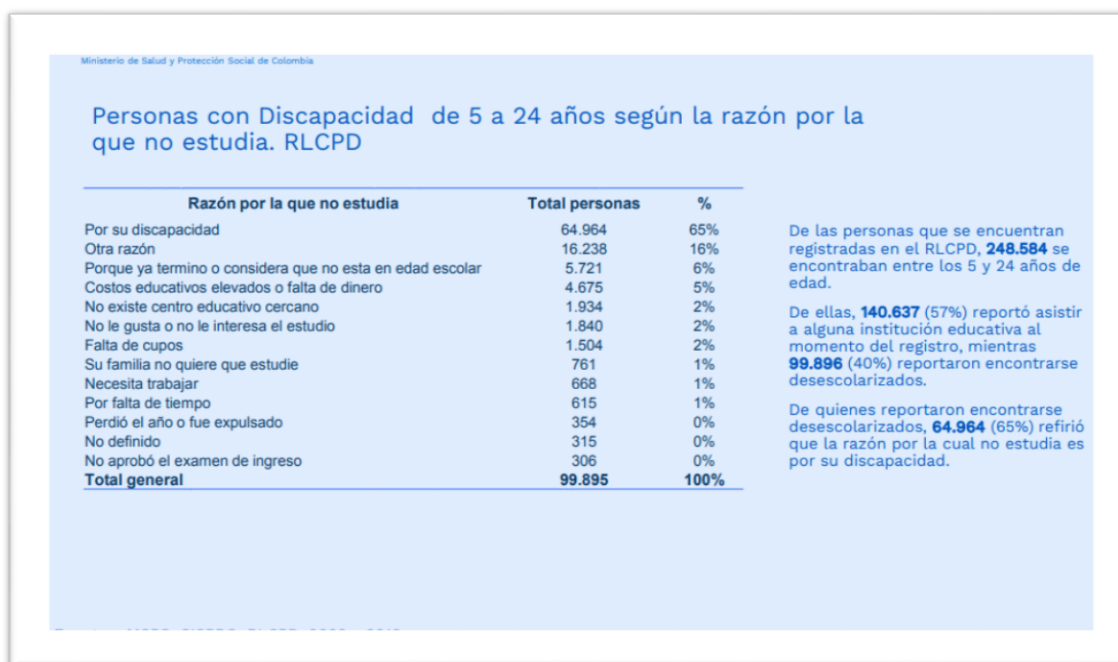 Ministerio de Salud y Protección Social de Colombia
Personas con Discapacidad de 5 a 24 años según la razón por la
que no estudia. RLCPD
Razón por la que no estudia Total personas %
Por su discapacidad 64.964 65%
Otra razón 16.238 16%
Porque ya termino o considera que no esta en edad escolar 5.721 6%
Costos educativos elevados o falta de dinero 4.675 5%
No existe centro educativo cercano 1.934 2%
No le gusta o no le interesa el estudio 1.840 2%
Falta de cupos 1.504 2%
Su familia no quiere que estudie 761 1%
Necesita trabajar 668 1%
Por falta de tiempo 615 1%
Perdió el año o fue expulsado 354 0%
No definido 315 0%
No aprobó el examen de ingreso 306 0%
Total general 99.895 100%
De las personas que se encuentran
registradas en el RLCPD, 248.584 se
encontraban entre los 5 y 24 años de
edad.
De ellas, 140.637 (57%) reportó asistir
a alguna institución educativa al
momento del registro, mientras
99.896 (40%) reportaron encontrarse
desescolarizados.
De quienes reportaron encontrarse
desescolarizados, 64.964 (65%) refirió
que la razón por la cual no estudia es
por su discapacidad.